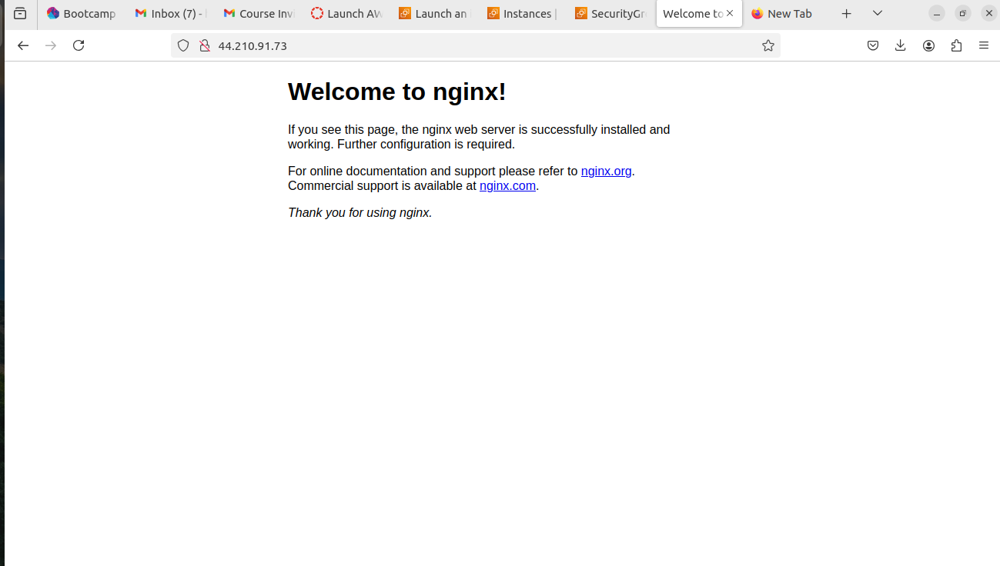 Bootcamp
Inbox (7) -
Course Inv
Launch AW
Launch an
Instances |
SecurityGr
Welcome to
New Tab
44.210.91.73
Welcome to nginx!
If you see this page, the nginx web server is successfully installed and
working. Further configuration is required.
For online documentation and support please refer to nginx.org.
Commercial support is available at nginx.com.
Thank you for using nginx.